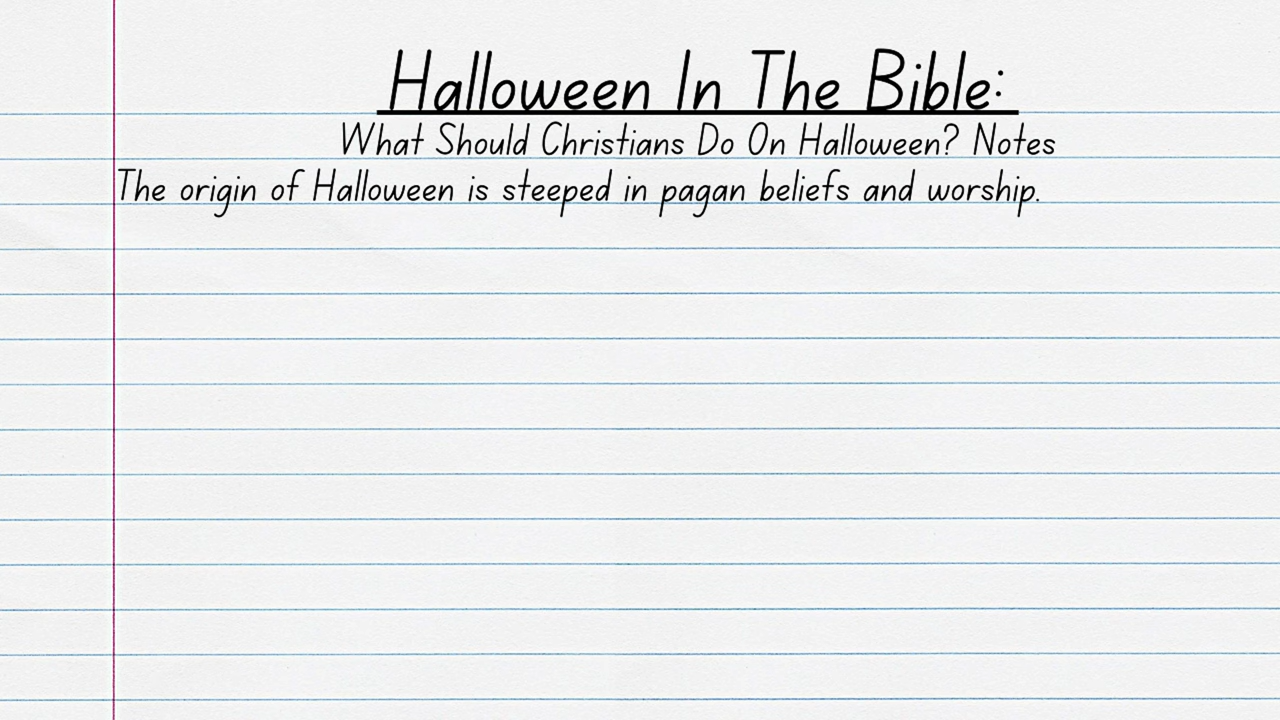 Halloween In The Bible:
What Should Christians Do On Halloween? Notes
The origin of Halloween is steeped in pagan beliefs and worship.